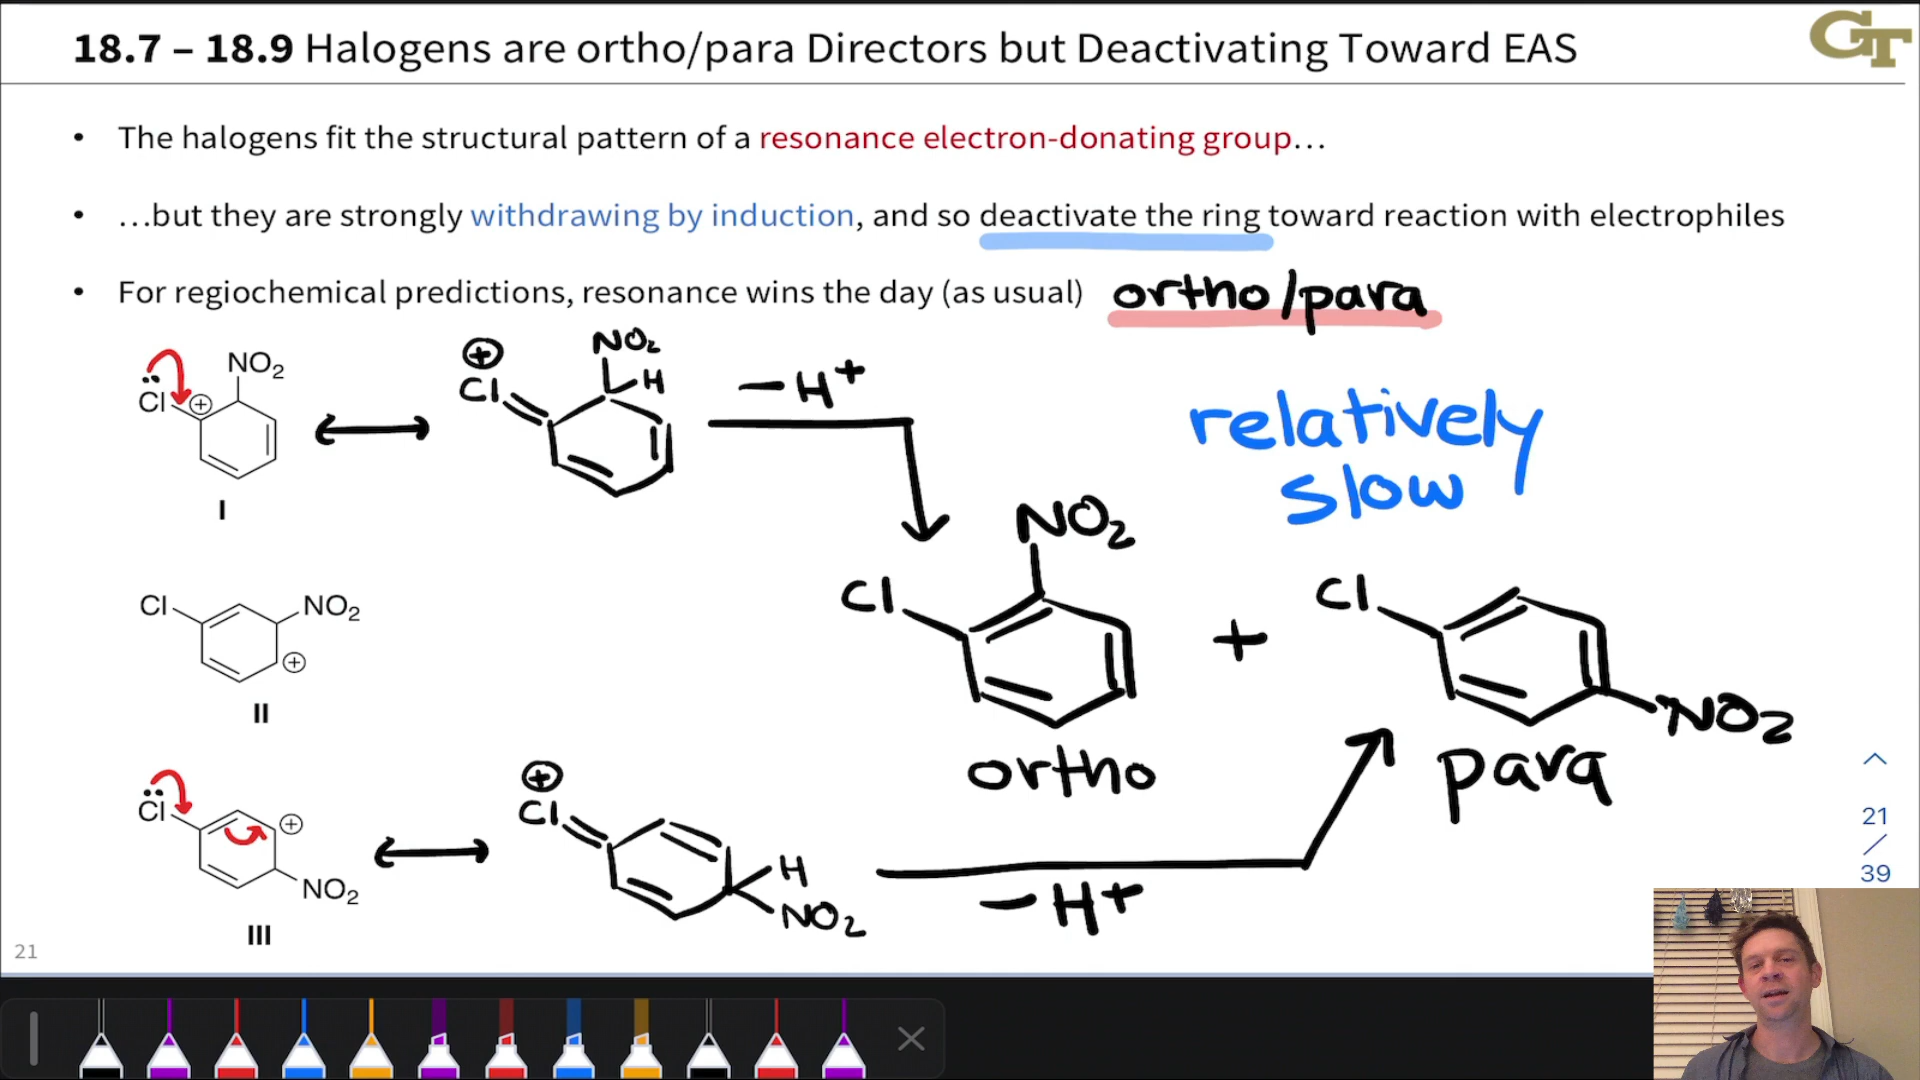 18.7 – 18.9 Halogens are ortho/para Directors but Deactivating Toward EAS
GT
• The halogens fit the structural pattern of a resonance electron-donating group…
• …but they are strongly withdrawing by induction, and so deactivate the ring toward reaction with electrophiles
• For regiochemical predictions, resonance wins the day (as usual) ortho/para
NO2
Cl
+
I
+
Cl
NO2
H
−H+
relatively
slow
Cl
NO2
+
II
Cl
NO2
ortho
+
Cl
NO2
para
Cl
+
NO2
III
+
Cl
H
NO2
−H+
21
/
39
21